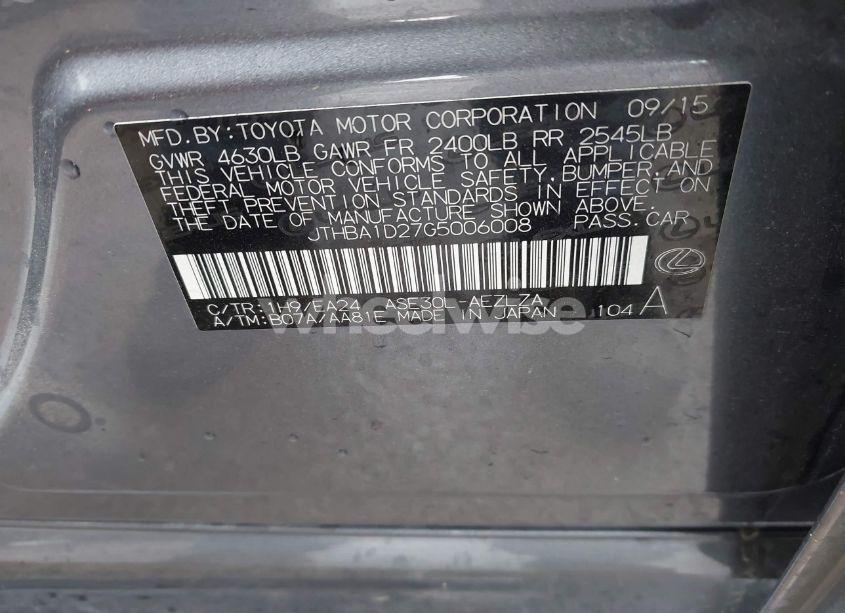 MFD.BY:TOYOTA MOTOR CORPORATION 09/15
GVWR 4630LB GAWR FR 2400LB RR 2545LB
THIS VEHICLE CONFORMS TO ALL APPLICABLE
FEDERAL MOTOR VEHICLE SAFETY,BUMPER,AND
THEFT PREVENTION STANDARDS IN EFFECT ON
THE DATE OF MANUFACTURE SHOWN ABOVE.
JTHBA1D27G5006008 PASS.CAR
C/TR:1H9/EA24 ASE30L-AEZLZA
A/TM:B07A/AA81E MADE IN JAPAN 104 A
wheelwise